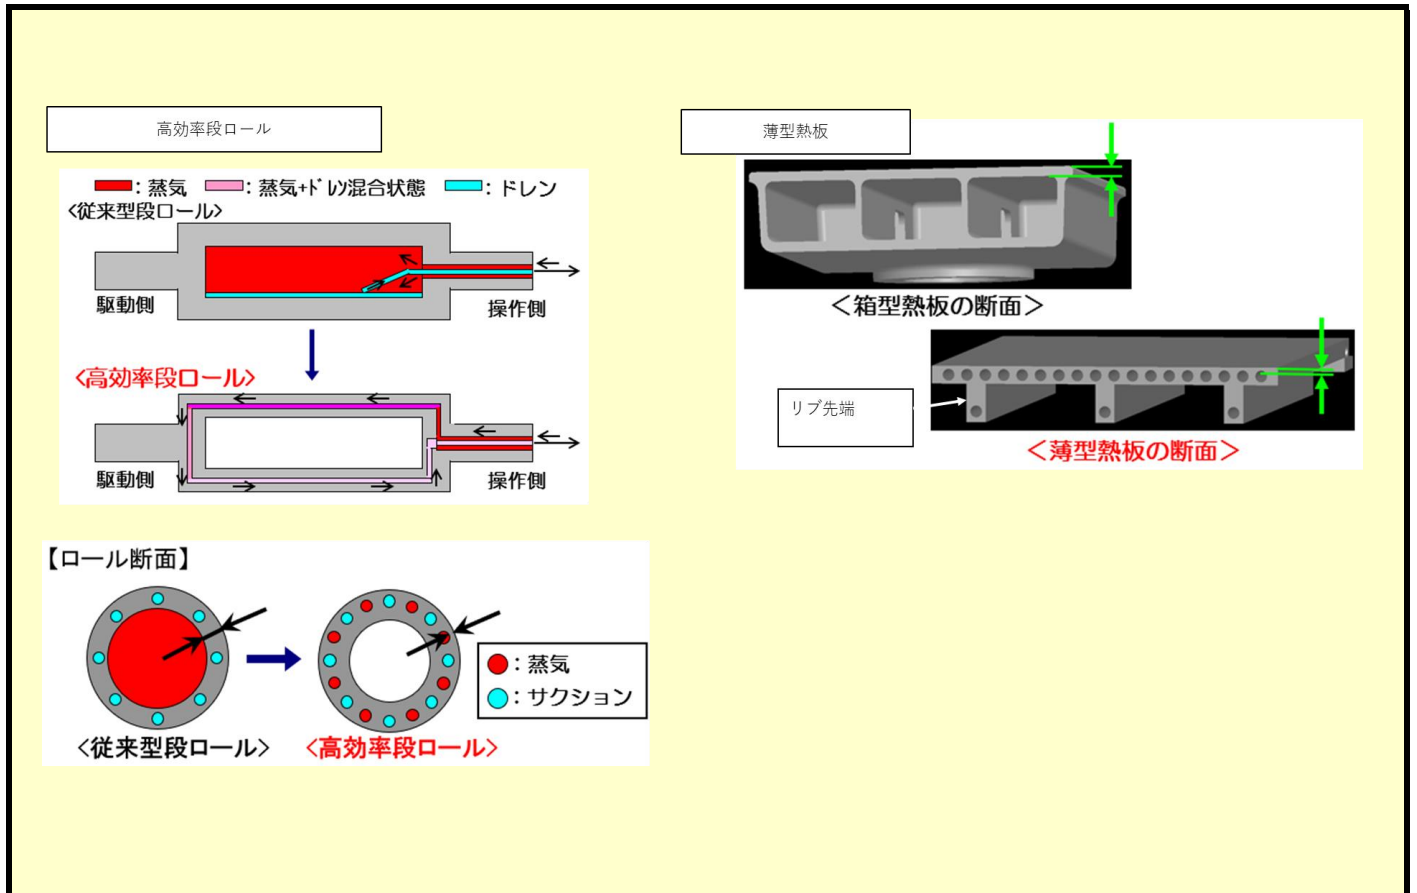 高効率段ロール
：蒸気　：蒸気+ﾄﾞﾚﾝ混合状態　：ドレン
<従来型段ロール>
駆動側
操作側
<高効率段ロール>
駆動側
操作側
【ロール断面】
：蒸気
：サクション
<従来型段ロール>
<高効率段ロール>
薄型熱板
＜箱型熱板の断面＞
リブ先端
＜薄型熱板の断面＞